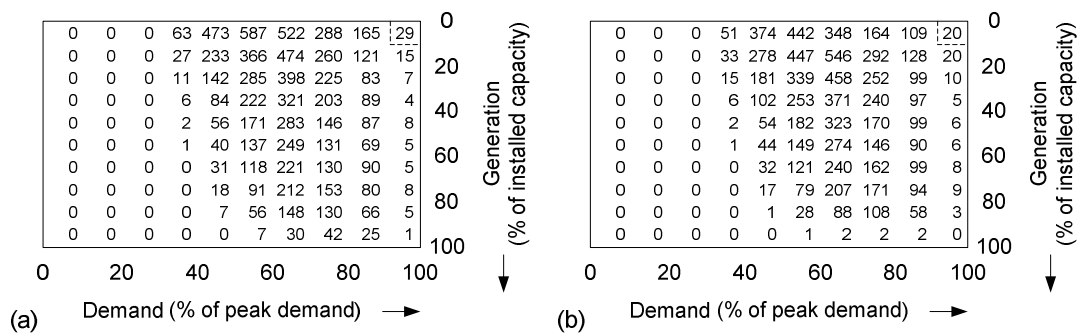 0 0 0 63 473 587 522 288 165 29
0 0 0 27 233 366 474 260 121 15
0 0 0 11 142 285 398 225 83 7
0 0 0 6 84 222 321 203 89 4
0 0 0 2 56 171 283 146 87 8
0 0 0 1 40 137 249 131 69 5
0 0 0 0 31 118 221 130 90 5
0 0 0 0 18 91 212 153 80 8
0 0 0 0 7 56 148 130 66 5
0 0 0 0 0 7 30 42 25 1
0
20
40
60
80
100
Generation
(% of installed capacity)
0 20 40 60 80 100
Demand (% of peak demand)
(a)
0 0 0 51 374 442 348 164 109 20
0 0 0 33 278 447 546 292 128 20
0 0 0 15 181 339 458 252 99 10
0 0 0 6 102 253 371 240 97 5
0 0 0 2 54 182 323 170 99 6
0 0 0 1 44 149 274 146 90 6
0 0 0 0 32 121 240 162 99 8
0 0 0 0 17 79 207 171 94 9
0 0 0 0 1 28 88 108 58 3
0 0 0 0 0 1 2 2 2 0
0
20
40
60
80
100
Generation
(% of installed capacity)
0 20 40 60 80 100
Demand (% of peak demand)
(b)